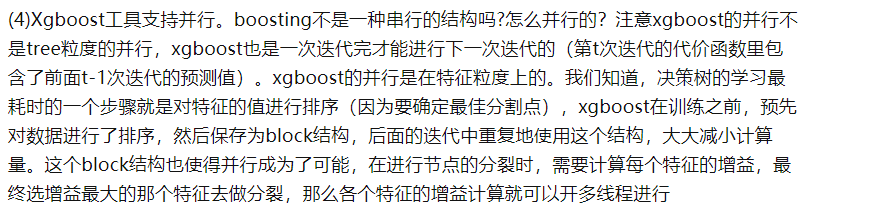 (4)Xgboost工具支持并行。boosting不是一种串行的结构吗?怎么并行的？注意xgboost的并行不
是tree粒度的并行，xgboost也是一次迭代完才能进行下一次迭代的（第t次迭代的代价函数里包
含了前面t-1次迭代的预测值）。xgboost的并行是在特征粒度上的。我们知道，决策树的学习最
耗时的一个步骤就是对特征的值进行排序（因为要确定最佳分割点），xgboost在训练之前，预先
对数据进行了排序，然后保存为block结构，后面的迭代中重复地使用这个结构，大大减小计算
量。这个block结构也使得并行成为了可能，在进行节点的分裂时，需要计算每个特征的增益，最
终选增益最大的那个特征去做分裂，那么各个特征的增益计算就可以开多线程进行